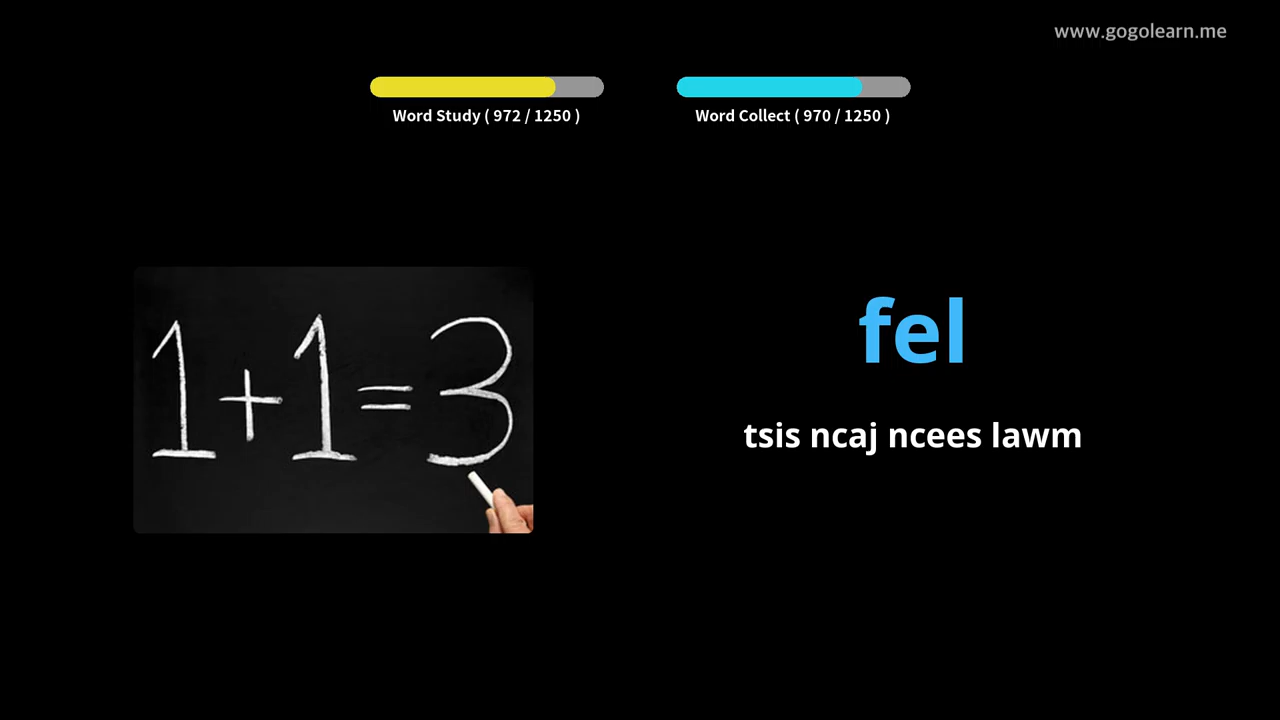 www.gogolearn.me
Word Study ( 972 / 1250 )
Word Collect ( 970 / 1250 )
1+1=3
fel
tsis ncaj ncees lawm